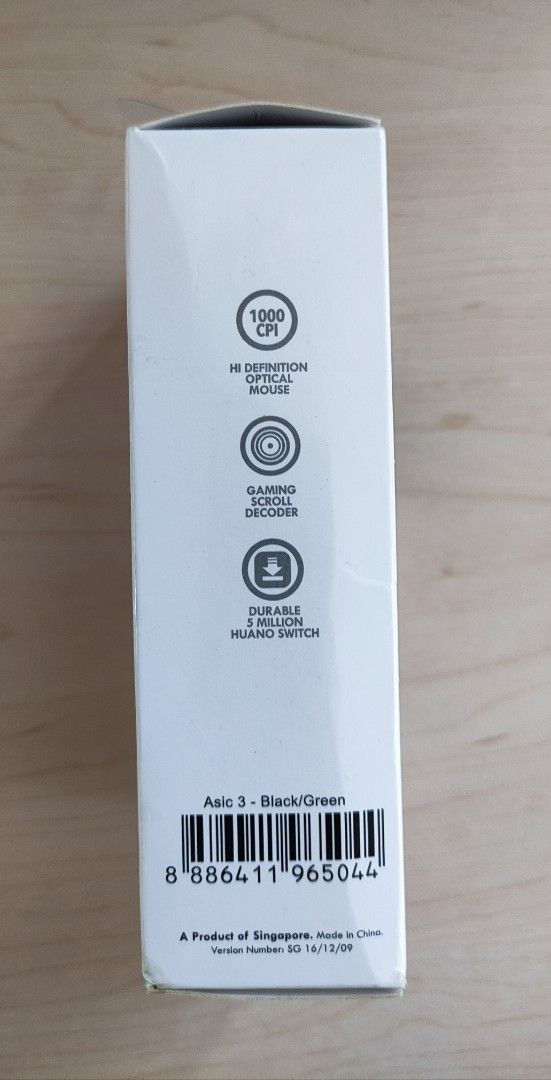 1000
CPI
HI DEFINITION
OPTICAL
MOUSE
GAMING
SCROLL
DECODER
DURABLE
5 MILLION
HUANO SWITCH
Asic 3 - Black/Green
8 886411 965044
A Product of Singapore. Made in China.
Version Number: SG 16/12/09